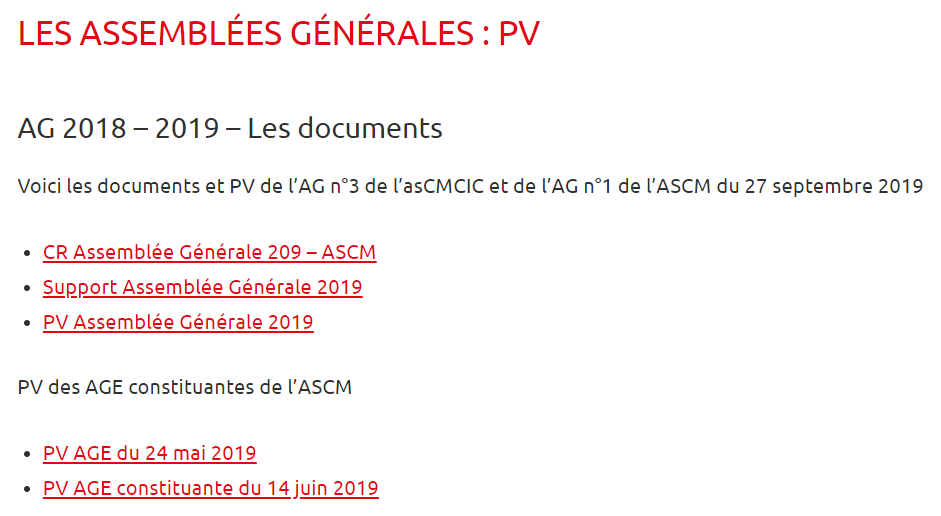 LES ASSEMBLÉES GÉNÉRALES : PV
AG 2018 – 2019 – Les documents
Voici les documents et PV de l’AG n°3 de l’asCMCIC et de l’AG n°1 de l’ASCM du 27 septembre 2019
• CR Assemblée Générale 209 – ASCM
• Support Assemblée Générale 2019
• PV Assemblée Générale 2019
PV des AGE constituantes de l’ASCM
• PV AGE du 24 mai 2019
• PV AGE constituante du 14 juin 2019